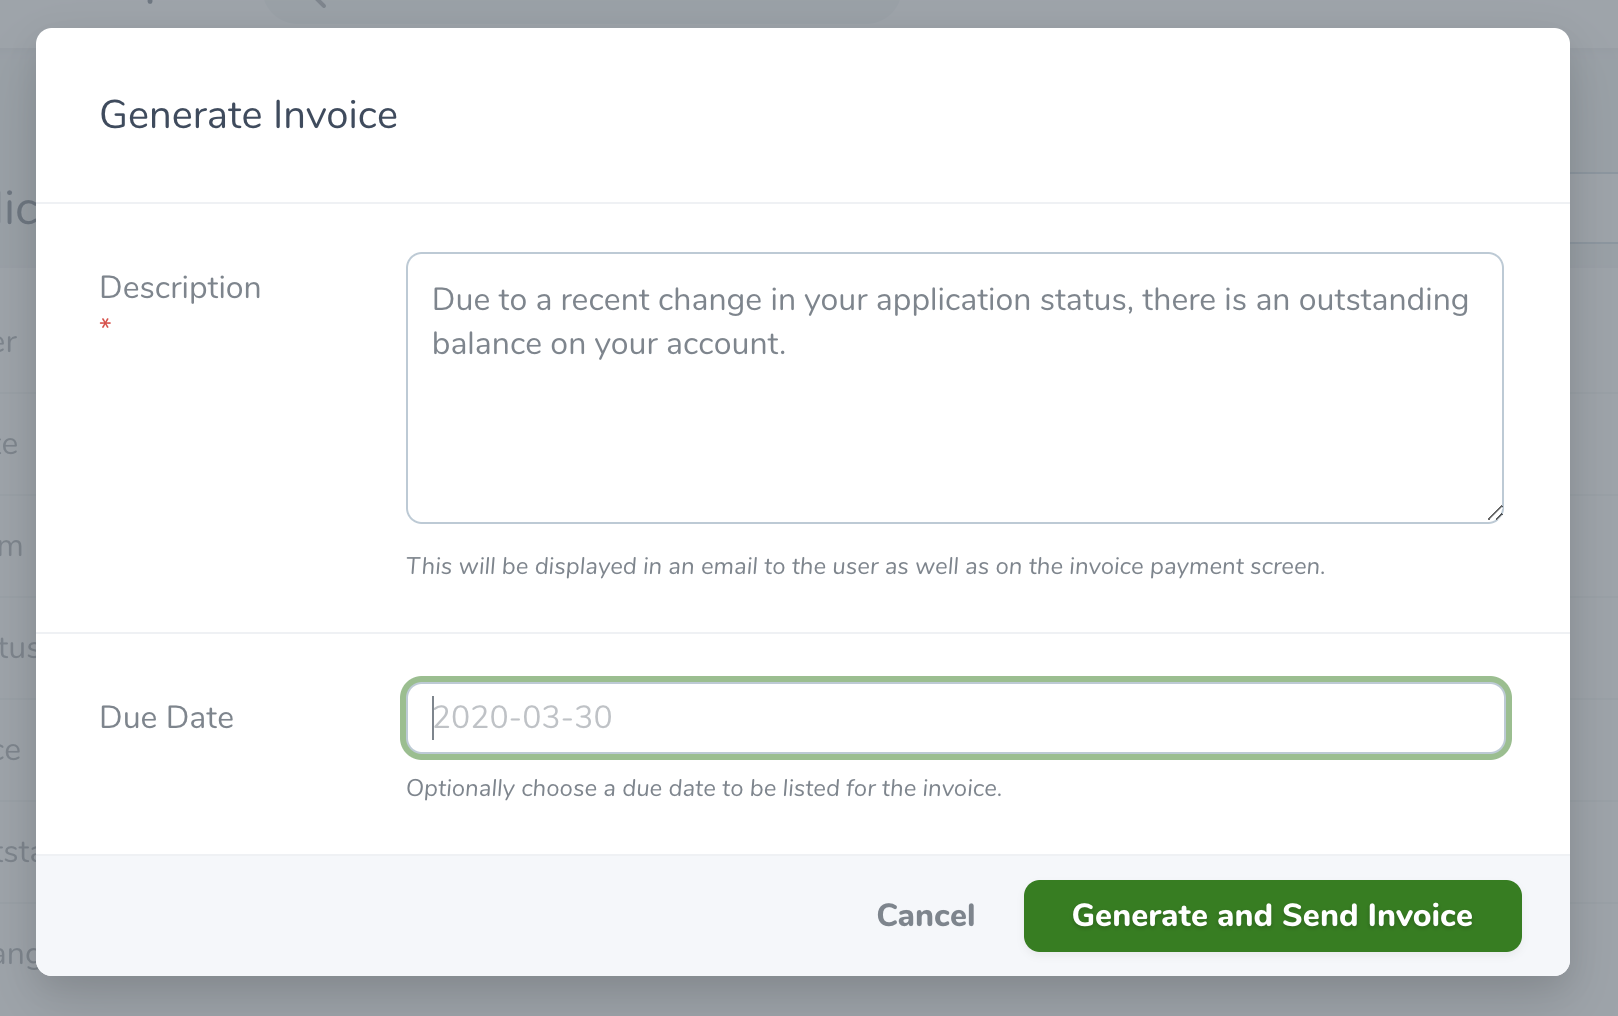 Generate Invoice
Description
*
Due to a recent change in your application status, there is an outstanding
balance on your account.
This will be displayed in an email to the user as well as on the invoice payment screen.
Due Date
2020-03-30
Optionally choose a due date to be listed for the invoice.
Cancel
Generate and Send Invoice